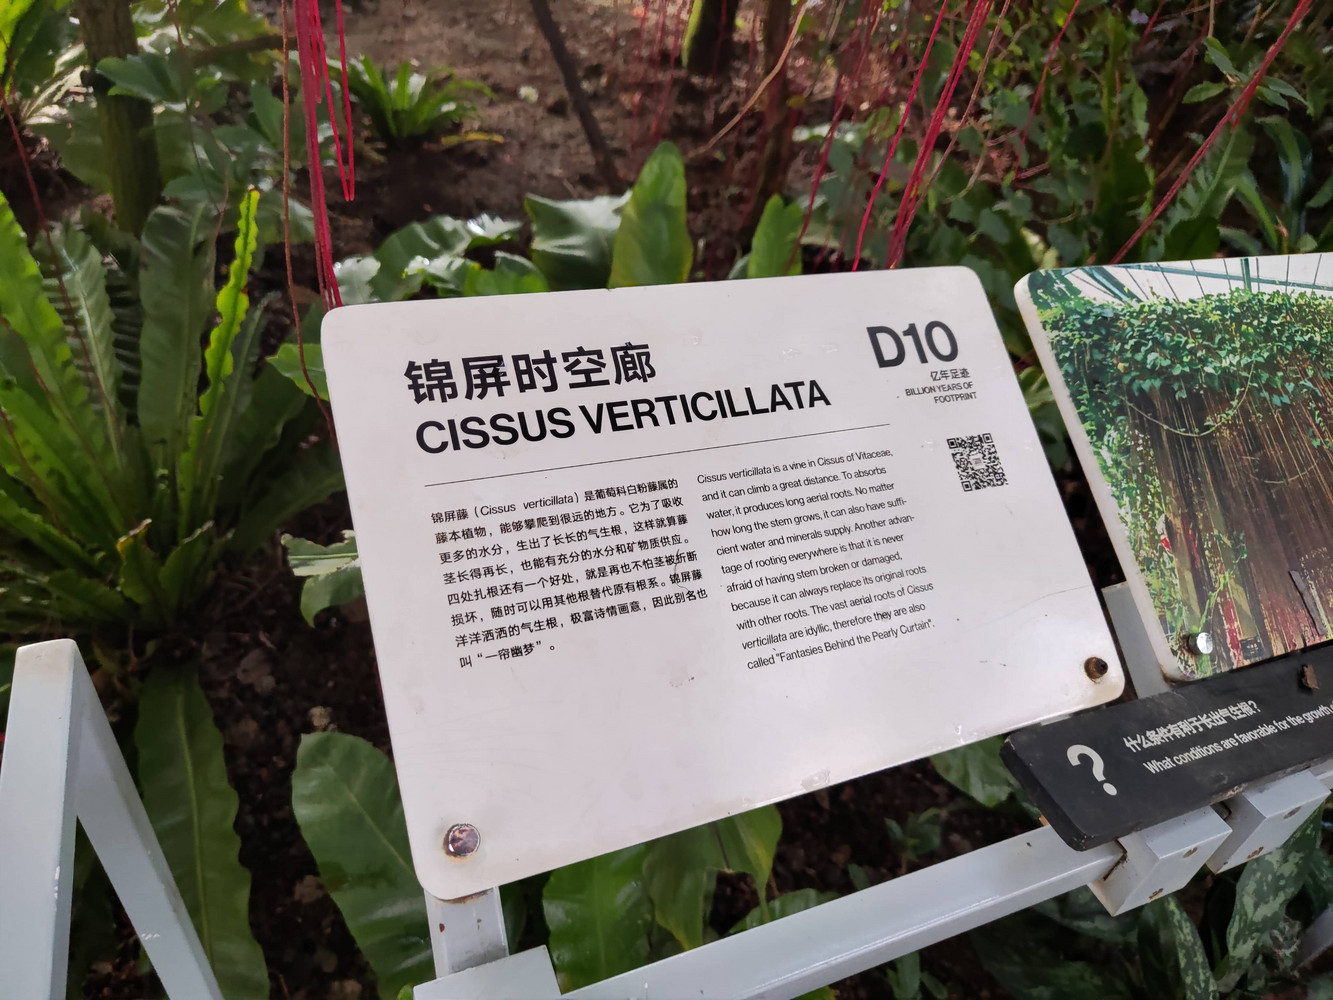 锦屏时空廊
CISSUS VERTICILLATA
D10
亿年足迹
BILLION YEARS OF
FOOTPRINT
锦屏藤（Cissus verticillata）是葡萄科白粉藤属的
藤本植物，能够攀爬到很远的地方。它为了吸收
更多的水分，生出了长长的气生根，这样就算藤
茎长得再长，也能有充分的水分和矿物质供应。
四处扎根还有一个好处，就是再也不怕茎被折断
损坏，随时可以用其他根替代原有根系。锦屏藤
洋洋洒洒的气生根，极富诗情画意，因此别名也
叫“一帘幽梦”。
Cissus verticillata is a vine in Cissus of Vitaceae,
and it can climb a great distance. To absorbs
water, it produces long aerial roots. No matter
how long the stem grows, it can also have suffi-
cient water and minerals supply. Another advan-
tage of rooting everywhere is that it is never
afraid of having stem broken or damaged,
because it can always replace its original roots
with other roots. The vast aerial roots of Cissus
verticillata are idyllic, therefore they are also
called "Fantasies Behind the Pearly Curtain".
?
什么条件有利于长出气生根？
What conditions are favorable for the growth